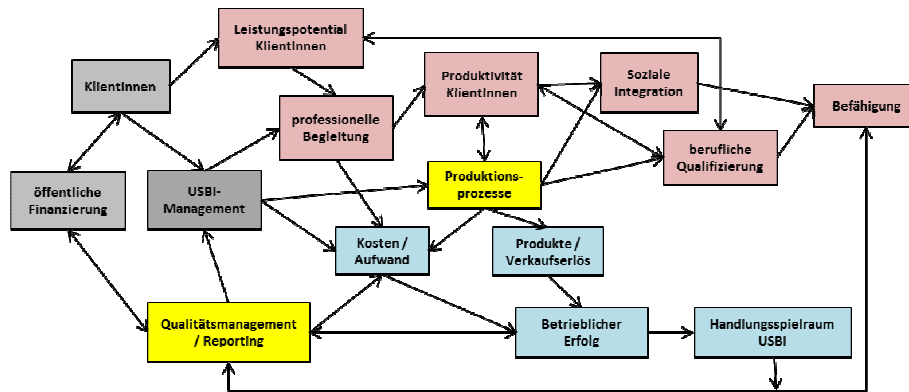 Leistungspotential
KlientInnen
KlientInnen
professionelle
Begleitung
Produktivität
KlientInnen
Soziale
Integration
Befähigung
berufliche
Qualifizierung
öffentliche
Finanzierung
USBI-
Management
Produktions-
prozesse
Kosten /
Aufwand
Produkte /
Verkaufserlös
Qualitätsmanagement
/ Reporting
Betrieblicher
Erfolg
Handlungsspielraum
USBI